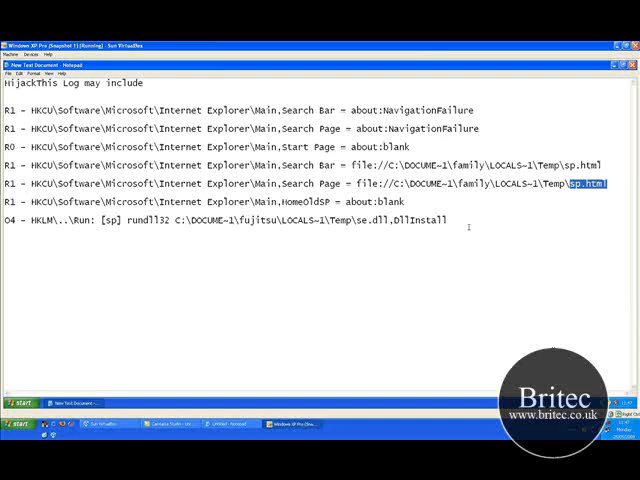 Windows XP Pro (Snapshot 1) [Running] - Sun VirtualBox
Machine Devices Help
New Text Document - Notepad
File Edit Format View Help
HijackThis Log may include
R1 - HKCU\Software\Microsoft\Internet Explorer\Main,Search Bar = about:NavigationFailure
R1 - HKCU\Software\Microsoft\Internet Explorer\Main,Search Page = about:NavigationFailure
R0 - HKCU\Software\Microsoft\Internet Explorer\Main,Start Page = about:blank
R1 - HKCU\Software\Microsoft\Internet Explorer\Main,Search Bar = file://C:\DOCUME~1\family\LOCALS~1\Temp\sp.html
R1 - HKCU\Software\Microsoft\Internet Explorer\Main,Search Page = file://C:\DOCUME~1\family\LOCALS~1\Temp\sp.html
R1 - HKCU\Software\Microsoft\Internet Explorer\Main,HomeOldSP = about:blank
O4 - HKLM\..\Run: [sp] rundll32 C:\DOCUME~1\fujitsu\LOCALS~1\Temp\se.dll,DllInstall
Britec
www.britec.co.uk
start New Text Document - ...
Right Ctrl
start Sun VirtualBox Camtasia Studio - Untitled - Notepad Windows XP Pro (Snap...
Monday